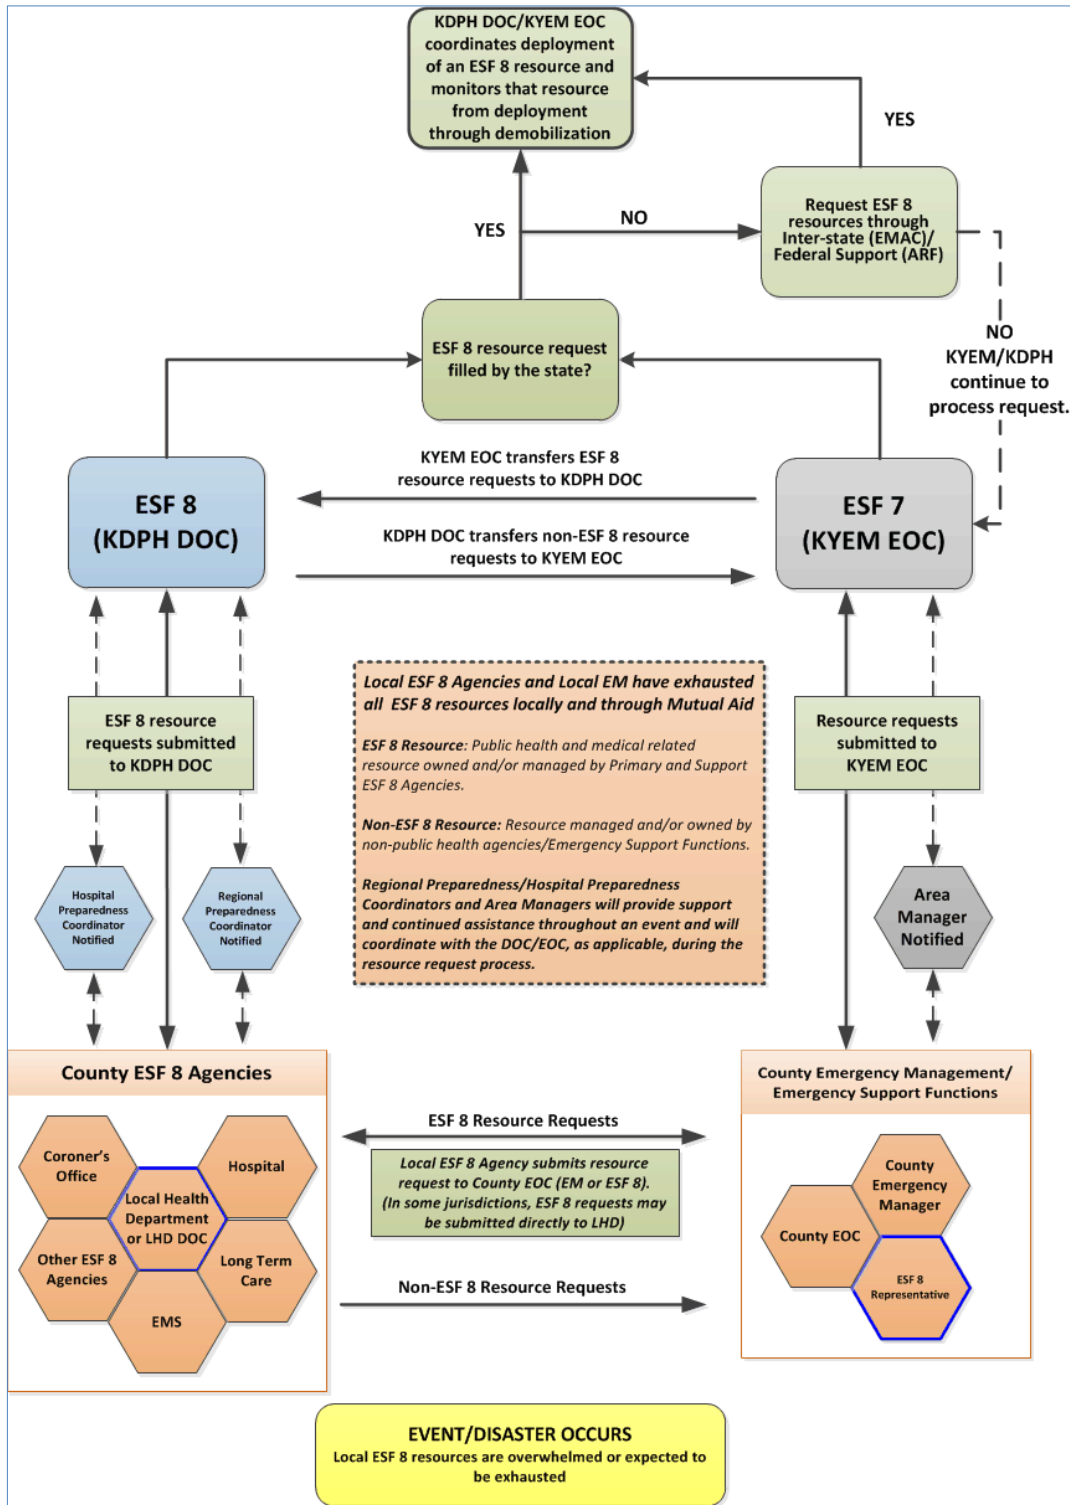 KDPH DOC/KYEM EOC
coordinates deployment
of an ESF 8 resource and
monitors that resource
from deployment
through demobilization
YES
Request ESF 8
resources through
Inter-state (EMAC)/
Federal Support (ARF)
YES
NO
ESF 8 resource request
filled by the state?
NO
KYEM/KDPH
continue to
process request.
KYEM EOC transfers ESF 8
resource requests to KDPH DOC
ESF 8
(KDPH DOC)
ESF 7
(KYEM EOC)
KDPH DOC transfers non-ESF 8 resource
requests to KYEM EOC
Local ESF 8 Agencies and Local EM have exhausted
all ESF 8 resources locally and through Mutual Aid
ESF 8 Resource: Public health and medical related
resource owned and/or managed by Primary and Support
ESF 8 Agencies.
Non-ESF 8 Resource: Resource managed and/or owned by
non-public health agencies/Emergency Support Functions.
Regional Preparedness/Hospital Preparedness
Coordinators and Area Managers will provide support
and continued assistance throughout an event and will
coordinate with the DOC/EOC, as applicable, during the
resource request process.
ESF 8 resource
requests submitted
to KDPH DOC
Resource requests
submitted to
KYEM EOC
Hospital
Preparedness
Coordinator
Notified
Regional
Preparedness
Coordinator
Notified
Area
Manager
Notified
County ESF 8 Agencies
Coroner's
Office
Hospital
Local Health
Department
or LHD DOC
Other ESF 8
Agencies
Long Term
Care
EMS
ESF 8 Resource Requests
Local ESF 8 Agency submits resource
request to County EOC (EM or ESF 8).
(In some jurisdictions, ESF 8 requests may
be submitted directly to LHD)
Non-ESF 8 Resource Requests
County Emergency Management/
Emergency Support Functions
County
Emergency
Manager
County EOC
ESF 8
Representative
EVENT/DISASTER OCCURS
Local ESF 8 resources are overwhelmed or expected to
be exhausted